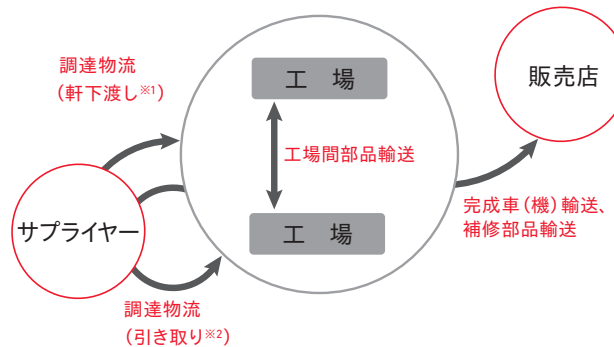 調達物流
（軒下渡し※1）
工 場
販売店
工場間部品輸送
サプライヤー
工 場
完成車（機）輸送、
補修部品輸送
調達物流
（引き取り※2）